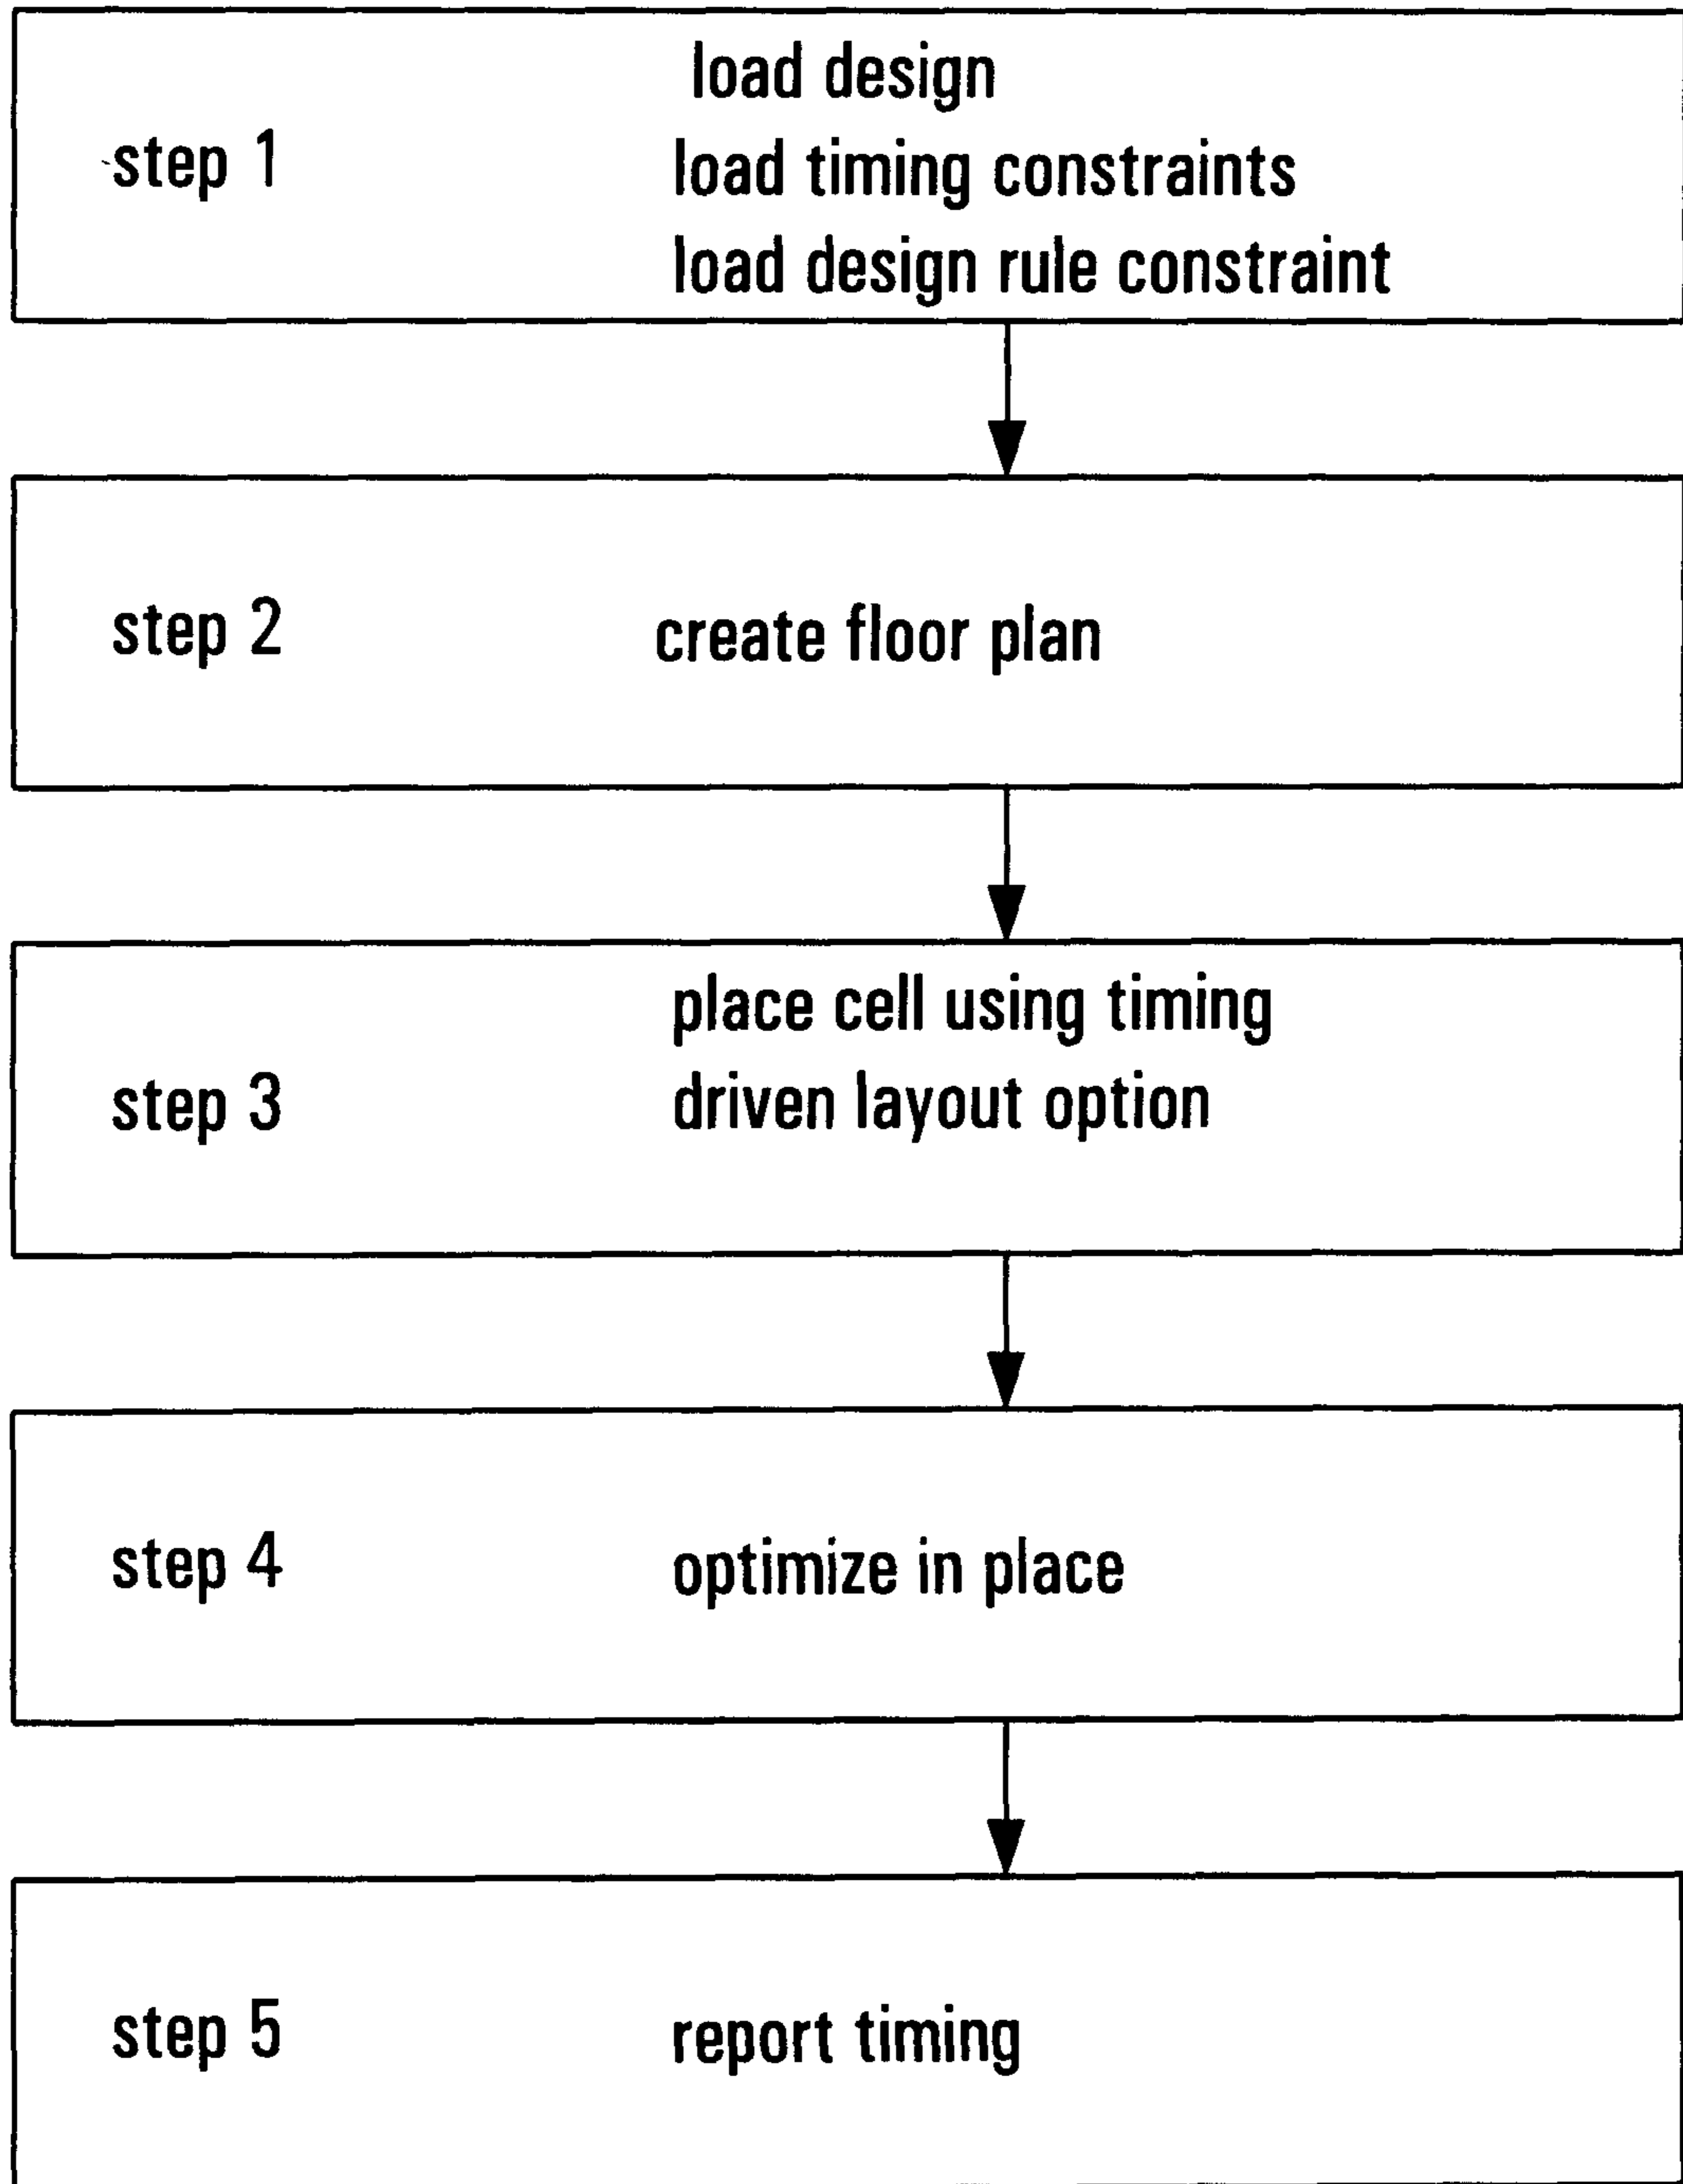 load design
step 1 load timing constraints
load design rule constraint
step 2 create floor plan
place cell using timing
step 3 driven layout option
step 4 optimize in place
step 5 report timing